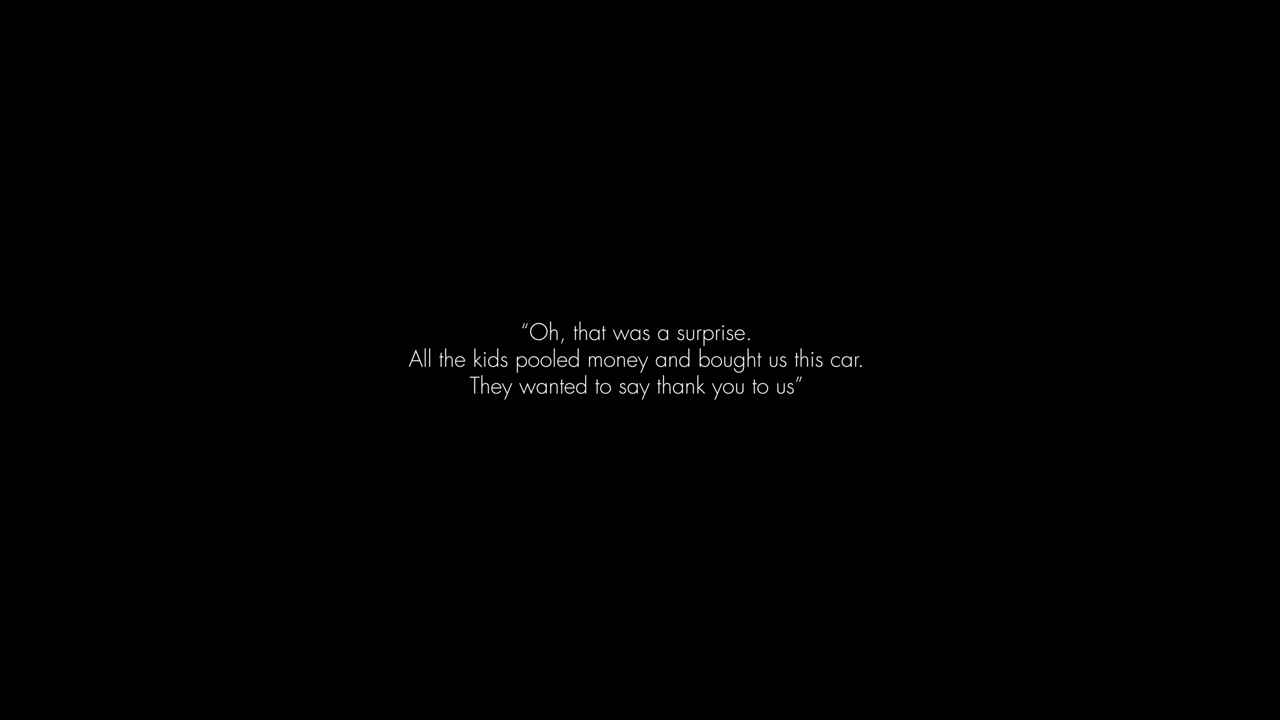 “Oh, that was a surprise.
All the kids pooled money and bought us this car.
They wanted to say thank you to us”